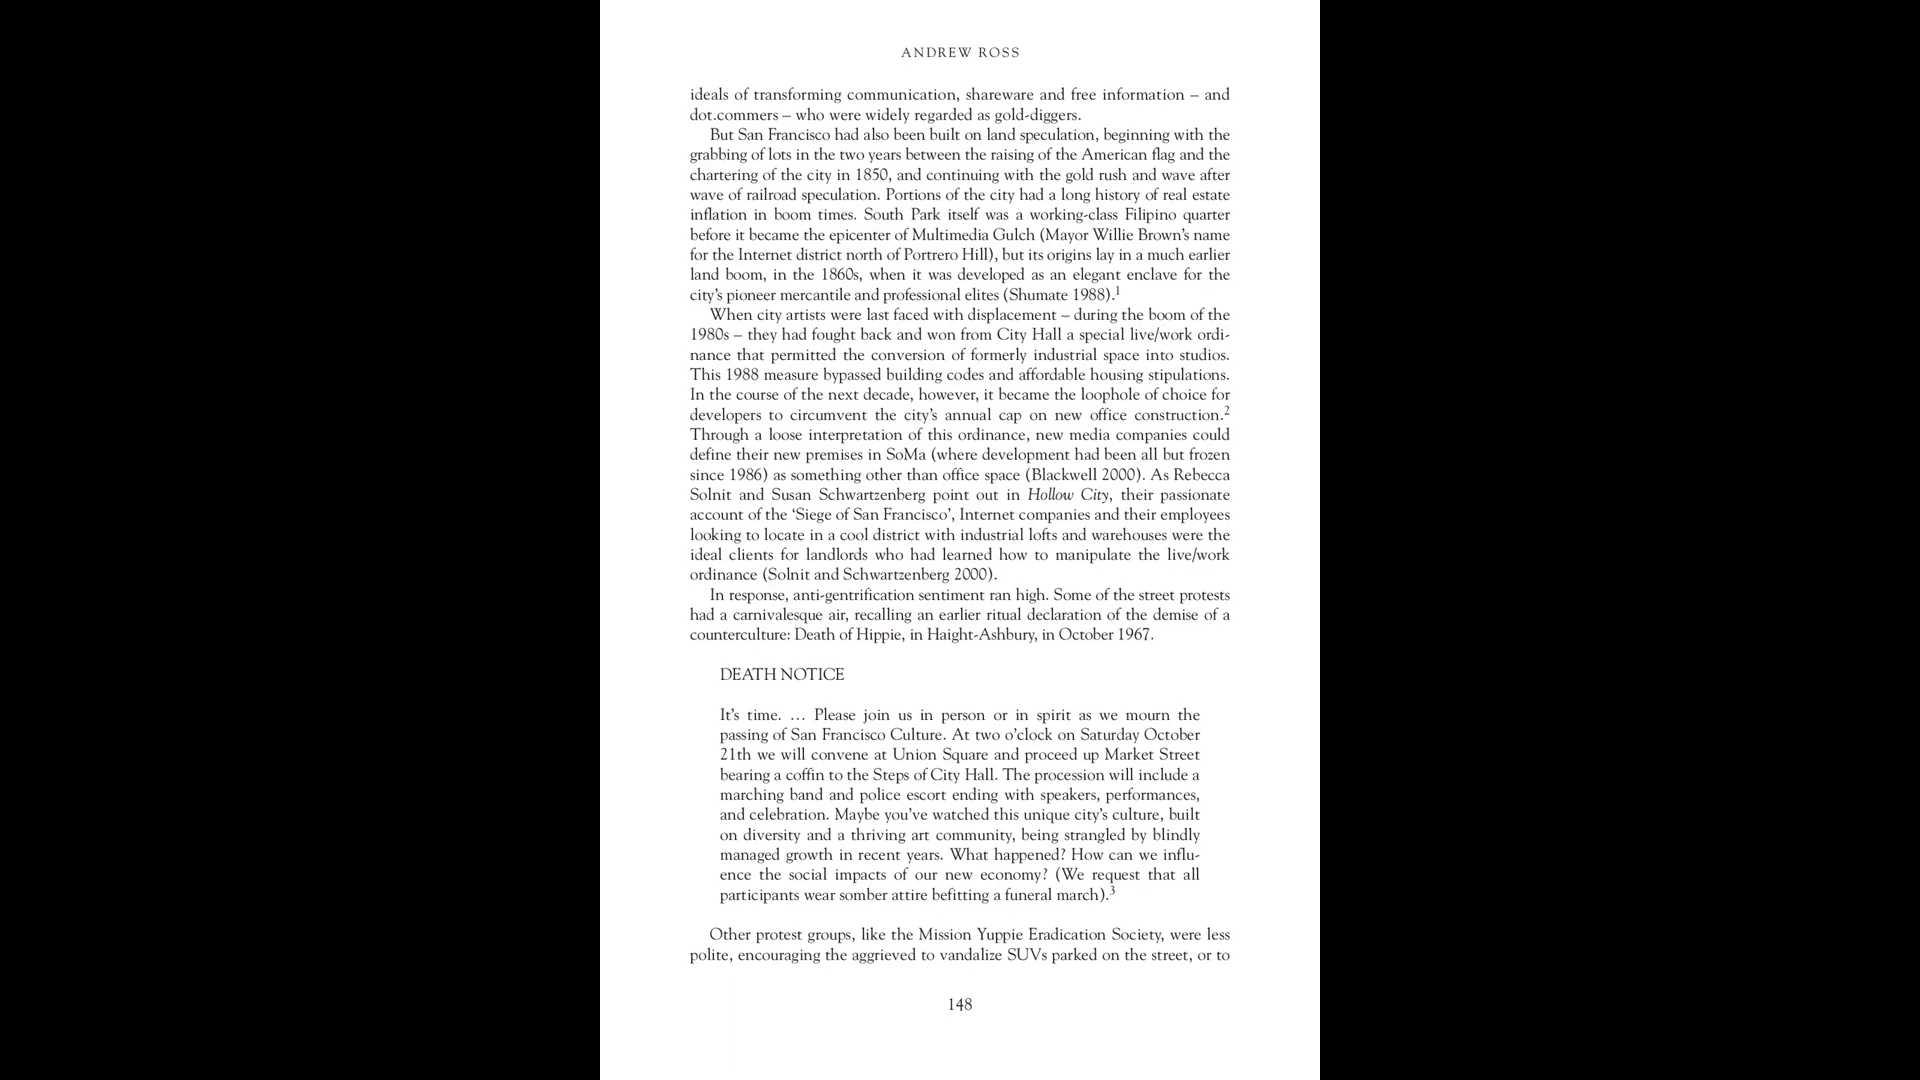 ANDREW ROSS
ideals of transforming communication, shareware and free information – and
dot.commers – who were widely regarded as gold-diggers.
But San Francisco had also been built on land speculation, beginning with the
grabbing of lots in the two years between the raising of the American flag and the
chartering of the city in 1850, and continuing with the gold rush and wave after
wave of railroad speculation. Portions of the city had a long history of real estate
inflation in boom times. South Park itself was a working-class Filipino quarter
before it became the epicenter of Multimedia Gulch (Mayor Willie Brown’s name
for the Internet district north of Portrero Hill), but its origins lay in a much earlier
land boom, in the 1860s, when it was developed as an elegant enclave for the
city’s pioneer mercantile and professional elites (Shumate 1988).1
When city artists were last faced with displacement – during the boom of the
1980s – they had fought back and won from City Hall a special live/work ordi-
nance that permitted the conversion of formerly industrial space into studios.
This 1988 measure bypassed building codes and affordable housing stipulations.
In the course of the next decade, however, it became the loophole of choice for
developers to circumvent the city’s annual cap on new office construction.2
Through a loose interpretation of this ordinance, new media companies could
define their new premises in SoMa (where development had been all but frozen
since 1986) as something other than office space (Blackwell 2000). As Rebecca
Solnit and Susan Schwartzenberg point out in Hollow City, their passionate
account of the ‘Siege of San Francisco’, Internet companies and their employees
looking to locate in a cool district with industrial lofts and warehouses were the
ideal clients for landlords who had learned how to manipulate the live/work
ordinance (Solnit and Schwartzenberg 2000).
In response, anti-gentrification sentiment ran high. Some of the street protests
had a carnivalesque air, recalling an earlier ritual declaration of the demise of a
counterculture: Death of Hippie, in Haight-Ashbury, in October 1967.
DEATH NOTICE
It’s time. … Please join us in person or in spirit as we mourn the
passing of San Francisco Culture. At two o’clock on Saturday October
21th we will convene at Union Square and proceed up Market Street
bearing a coffin to the Steps of City Hall. The procession will include a
marching band and police escort ending with speakers, performances,
and celebration. Maybe you’ve watched this unique city’s culture, built
on diversity and a thriving art community, being strangled by blindly
managed growth in recent years. What happened? How can we influ-
ence the social impacts of our new economy? (We request that all
participants wear somber attire befitting a funeral march).3
Other protest groups, like the Mission Yuppie Eradication Society, were less
polite, encouraging the aggrieved to vandalize SUVs parked on the street, or to
148